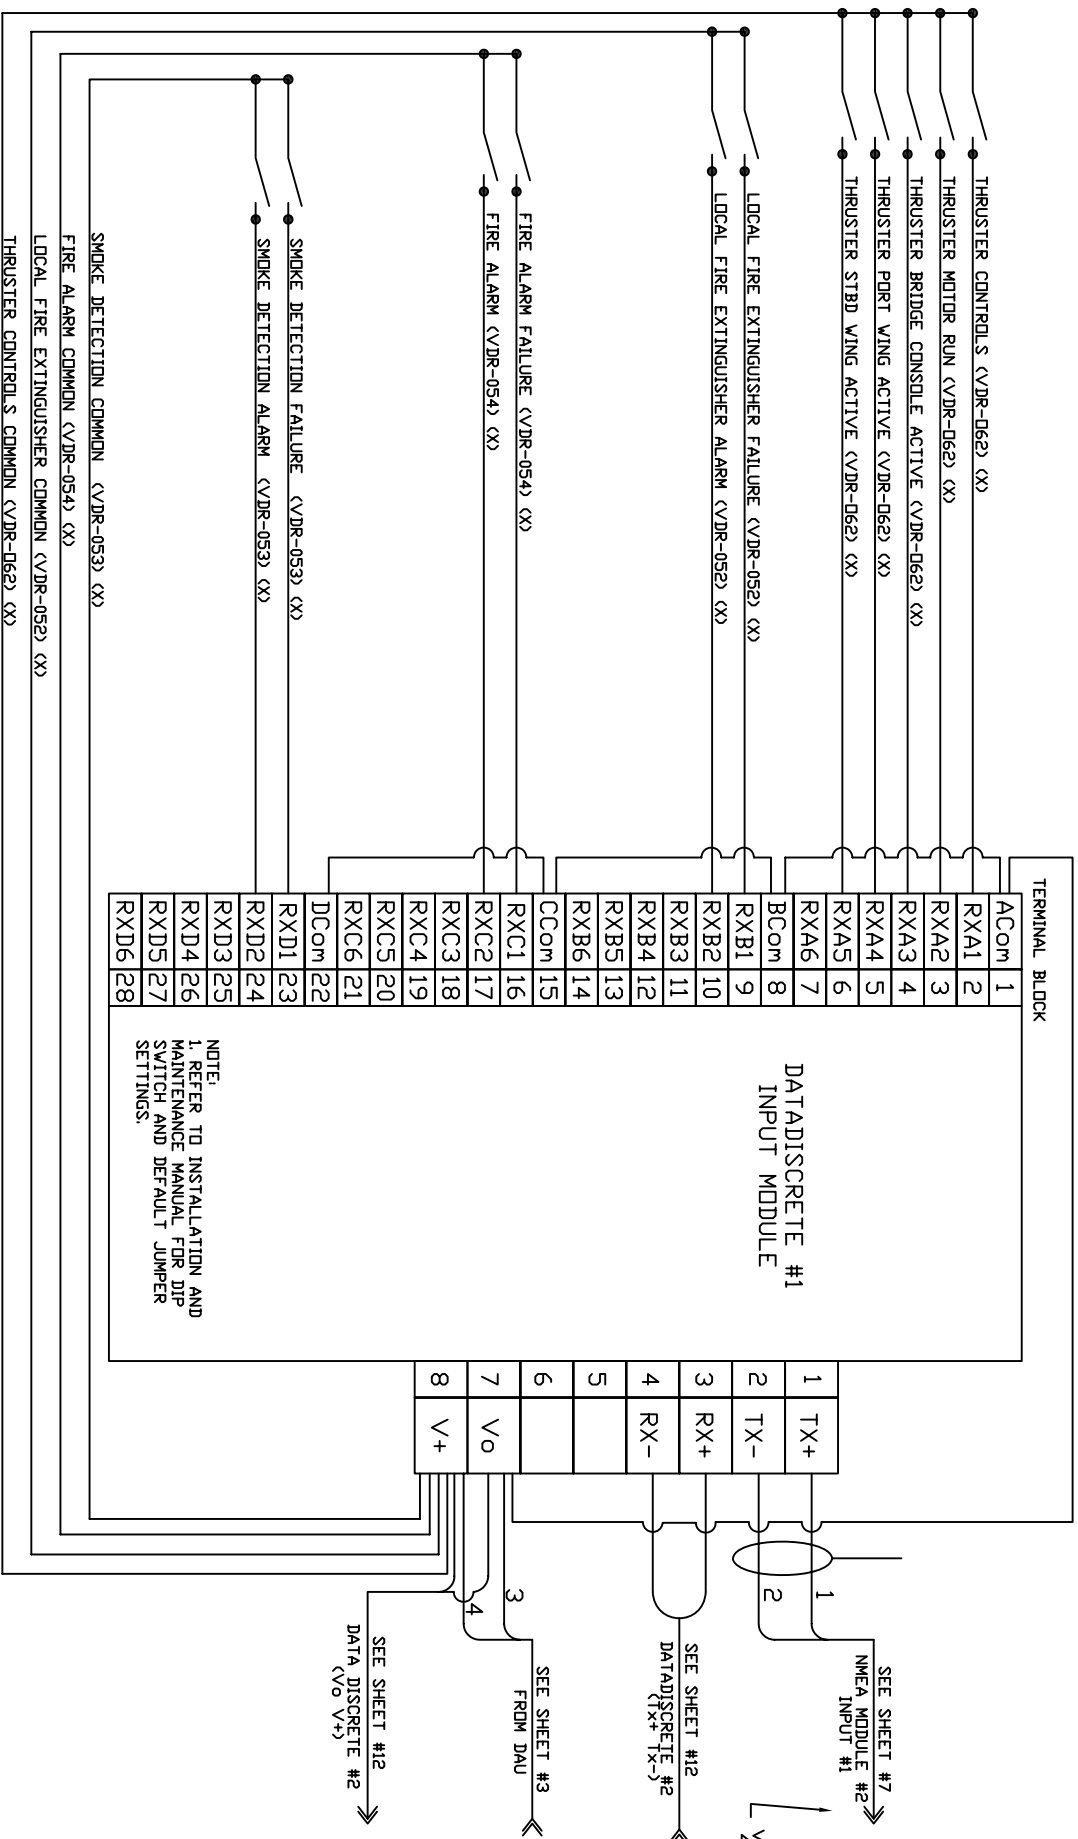 THRUSTER CONTROLS (VDR-062) (X)
THRUSTER MOTOR RUN (VDR-062) (X)
THRUSTER BRIDGE CONSOLE ACTIVE (VDR-062) (X)
THRUSTER PORT WING ACTIVE (VDR-062) (X)
THRUSTER STBD WING ACTIVE (VDR-062) (X)
LOCAL FIRE EXTINGUISHER FAILURE (VDR-052) (X)
LOCAL FIRE EXTINGUISHER ALARM (VDR-052) (X)
FIRE ALARM FAILURE (VDR-054) (X)
FIRE ALARM (VDR-054) (X)
SMOKE DETECTION FAILURE (VDR-053) (X)
SMOKE DETECTION ALARM (VDR-053) (X)
SMOKE DETECTION COMMON (VDR-053) (X)
FIRE ALARM COMMON (VDR-054) (X)
LOCAL FIRE EXTINGUISHER COMMON (VDR-052) (X)
THRUSTER CONTROLS COMMON (VDR-062) (X)
TERMINAL BLOCK
ACom 1
RXA1 2
RXA2 3
RXA3 4
RXA4 5
RXA5 6
RXA6 7
BCom 8
RXB1 9
RXB2 10
RXB3 11
RXB4 12
RXB5 13
RXB6 14
CCom 15
RXC1 16
RXC2 17
RXC3 18
RXC4 19
RXC5 20
RXC6 21
DCom 22
RXD1 23
RXD2 24
RXD3 25
RXD4 26
RXD5 27
RXD6 28
DATADISCRETE #1
INPUT MODULE
NOTE:
1. REFER TO INSTALLATION AND
MAINTENANCE MANUAL FOR DIP
SWITCH AND DEFAULT JUMPER
SETTINGS.
1 TX+
2 TX-
3 RX+
4 RX-
5
6
7 Vo
8 V+
1
2
3
4
SEE SHEET #7
NMEA MODULE #2
INPUT #1
SEE SHEET #12
DATADISCRETE #2
(Tx+ Tx-)
SEE SHEET #3
FROM DAU
SEE SHEET #12
DATA DISCRETE #2
(Vo V+)